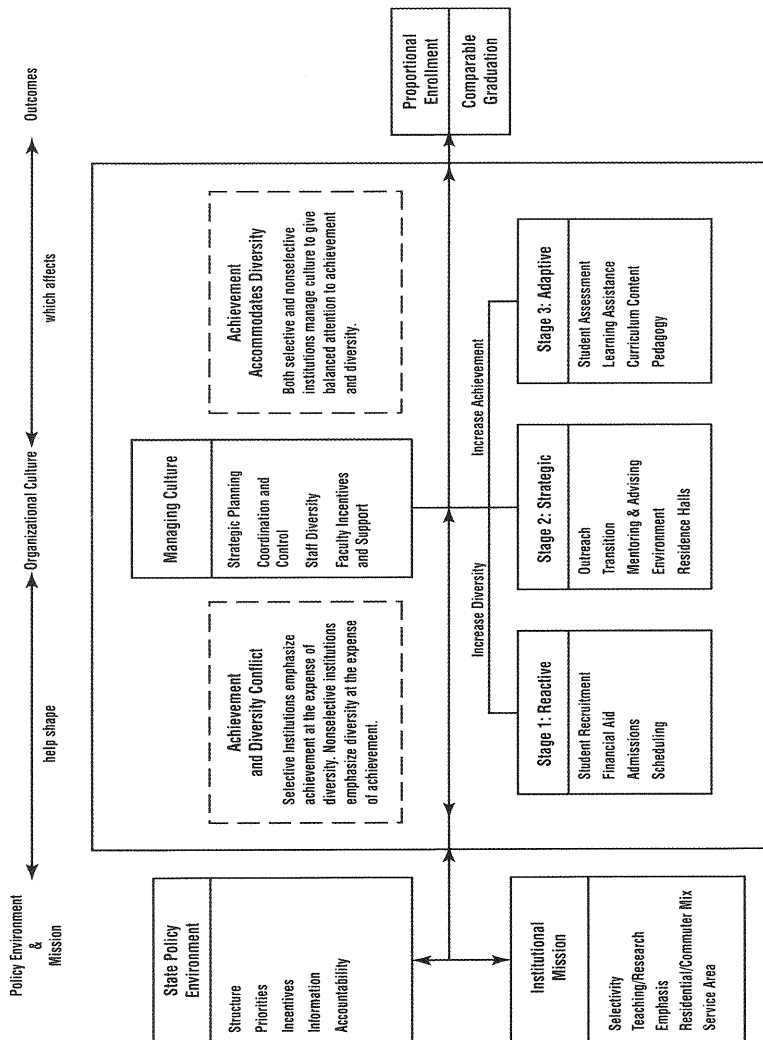 Policy Environment
&
Mission
help shape
Organizational Culture
which affects
Outcomes
State Policy
Environment
Structure
Priorities
Incentives
Information
Accountability
Institutional
Mission
Selectivity
Teaching/Research
Emphasis
Residential/Commuter Mix
Service Area
Achievement
and Diversity Conflict
Selective Institutions emphasize
achievement at the expense of
diversity. Nonselective institutions
emphasize diversity at the expense
of achievement.
Managing Culture
Strategic Planning
Coordination and
Control
Staff Diversity
Faculty Incentives
and Support
Achievement
Accommodates Diversity
Both selective and nonselective
institutions manage culture to give
balanced attention to achievement
and diversity.
Increase Diversity
Increase Achievement
Stage 1: Reactive
Student Recruitment
Financial Aid
Admissions
Scheduling
Stage 2: Strategic
Outreach
Transition
Mentoring & Advising
Environment
Residence Halls
Stage 3: Adaptive
Student Assessment
Learning Assistance
Curriculum Content
Pedagogy
Proportional
Enrollment
Comparable
Graduation